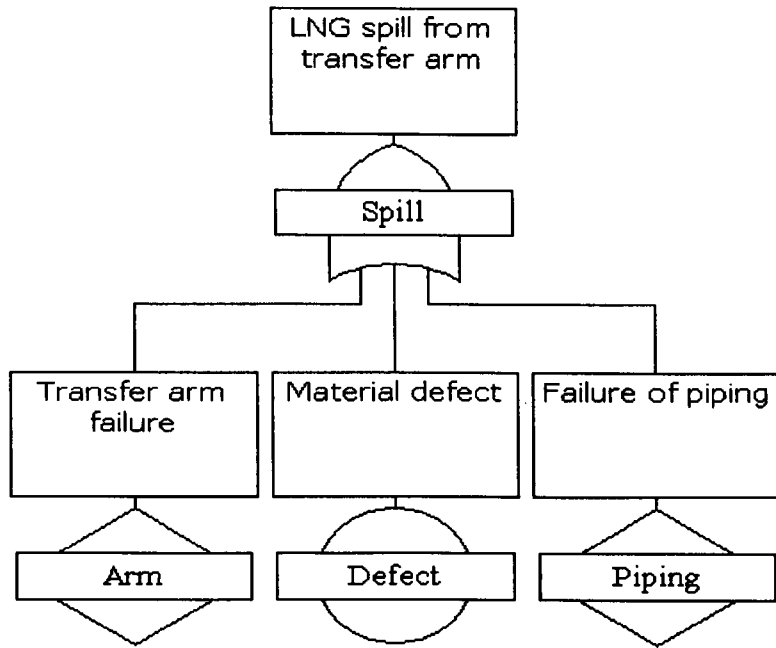 LNG spill from
transfer arm
Spill
Transfer arm
failure
Material defect
Failure of piping
Arm
Defect
Piping